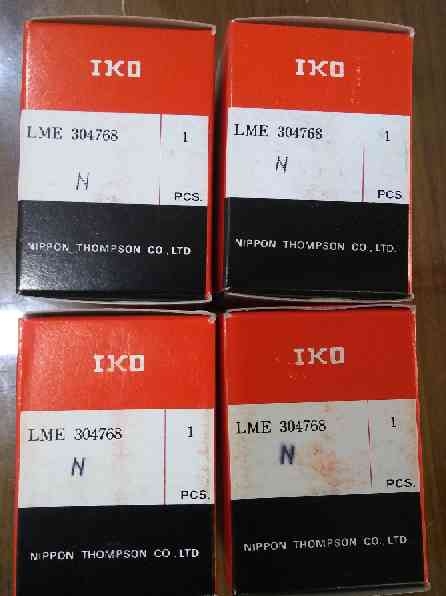 IKO
LME 304768 1
N
PCS.
NIPPON THOMPSON CO., LTD
IKO
LME 304768 1
N
PCS.
NIPPON THOMPSON CO., LTD.
IKO
LME 304768 1
N
PCS.
NIPPON THOMPSON CO., LTD
IKO
LME 304768 1
N
PCS.
NIPPON THOMPSON CO., LTD.